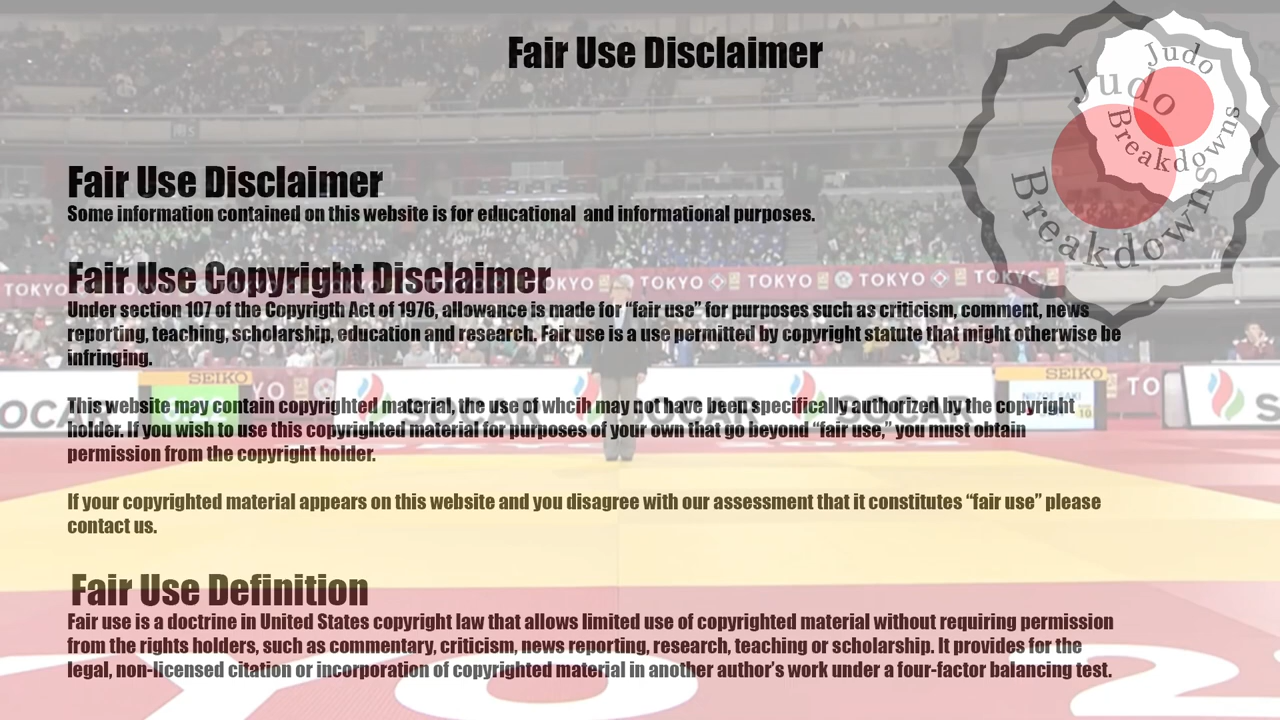 Fair Use Disclaimer
Judo
Breakdowns
Judo
Breakdowns
Fair Use Disclaimer
Some information contained on this website is for educational and informational purposes.
Fair Use Copyright Disclaimer
TOKYO TOKYO TOKYO TOKYO
Under section 107 of the Copyrigth Act of 1976, allowance is made for “fair use” for purposes such as criticism, comment, news
reporting, teaching, scholarship, education and research. Fair use is a use permitted by copyright statute that might otherwise be
infringing.
SEIKO
SEIKO
YO
TO
OCAR
SOCAR
SOCAR
S
This website may contain copyrighted material, the use of whcih may not have been specifically authorized by the copyright
holder. If you wish to use this copyrighted material for purposes of your own that go beyond “fair use,” you must obtain
permission from the copyright holder.
If your copyrighted material appears on this website and you disagree with our assessment that it constitutes “fair use” please
contact us.
Fair Use Definition
Fair use is a doctrine in United States copyright law that allows limited use of copyrighted material without requiring permission
from the rights holders, such as commentary, criticism, news reporting, research, teaching or scholarship. It provides for the
legal, non-licensed citation or incorporation of copyrighted material in another author’s work under a four-factor balancing test.